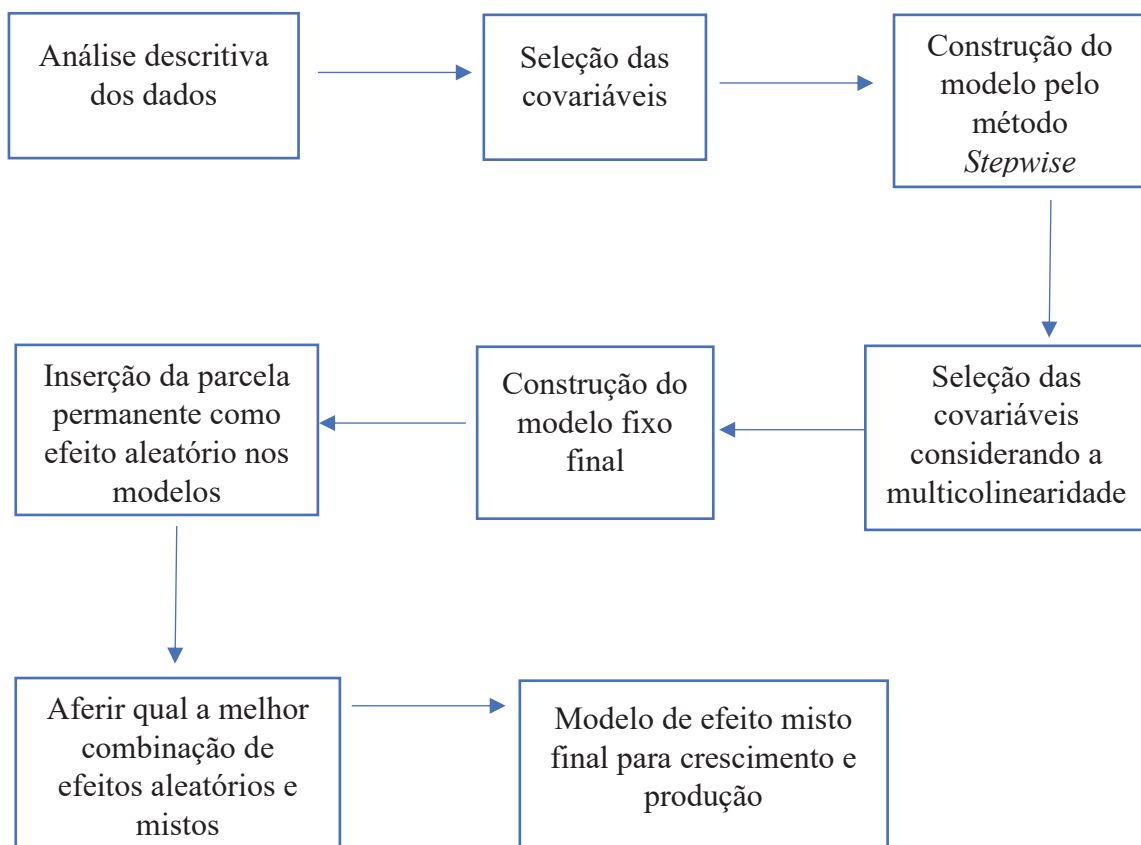 Análise descritiva
dos dados
Seleção das
covariáveis
Construção do
modelo pelo
método
Stepwise
Seleção das
covariáveis
considerando a
multicolinearidade
Construção do
modelo fixo
final
Inserção da parcela
permanente como
efeito aleatório nos
modelos
Aferir qual a melhor
combinação de
efeitos aleatórios e
mistos
Modelo de efeito misto
final para crescimento e
produção